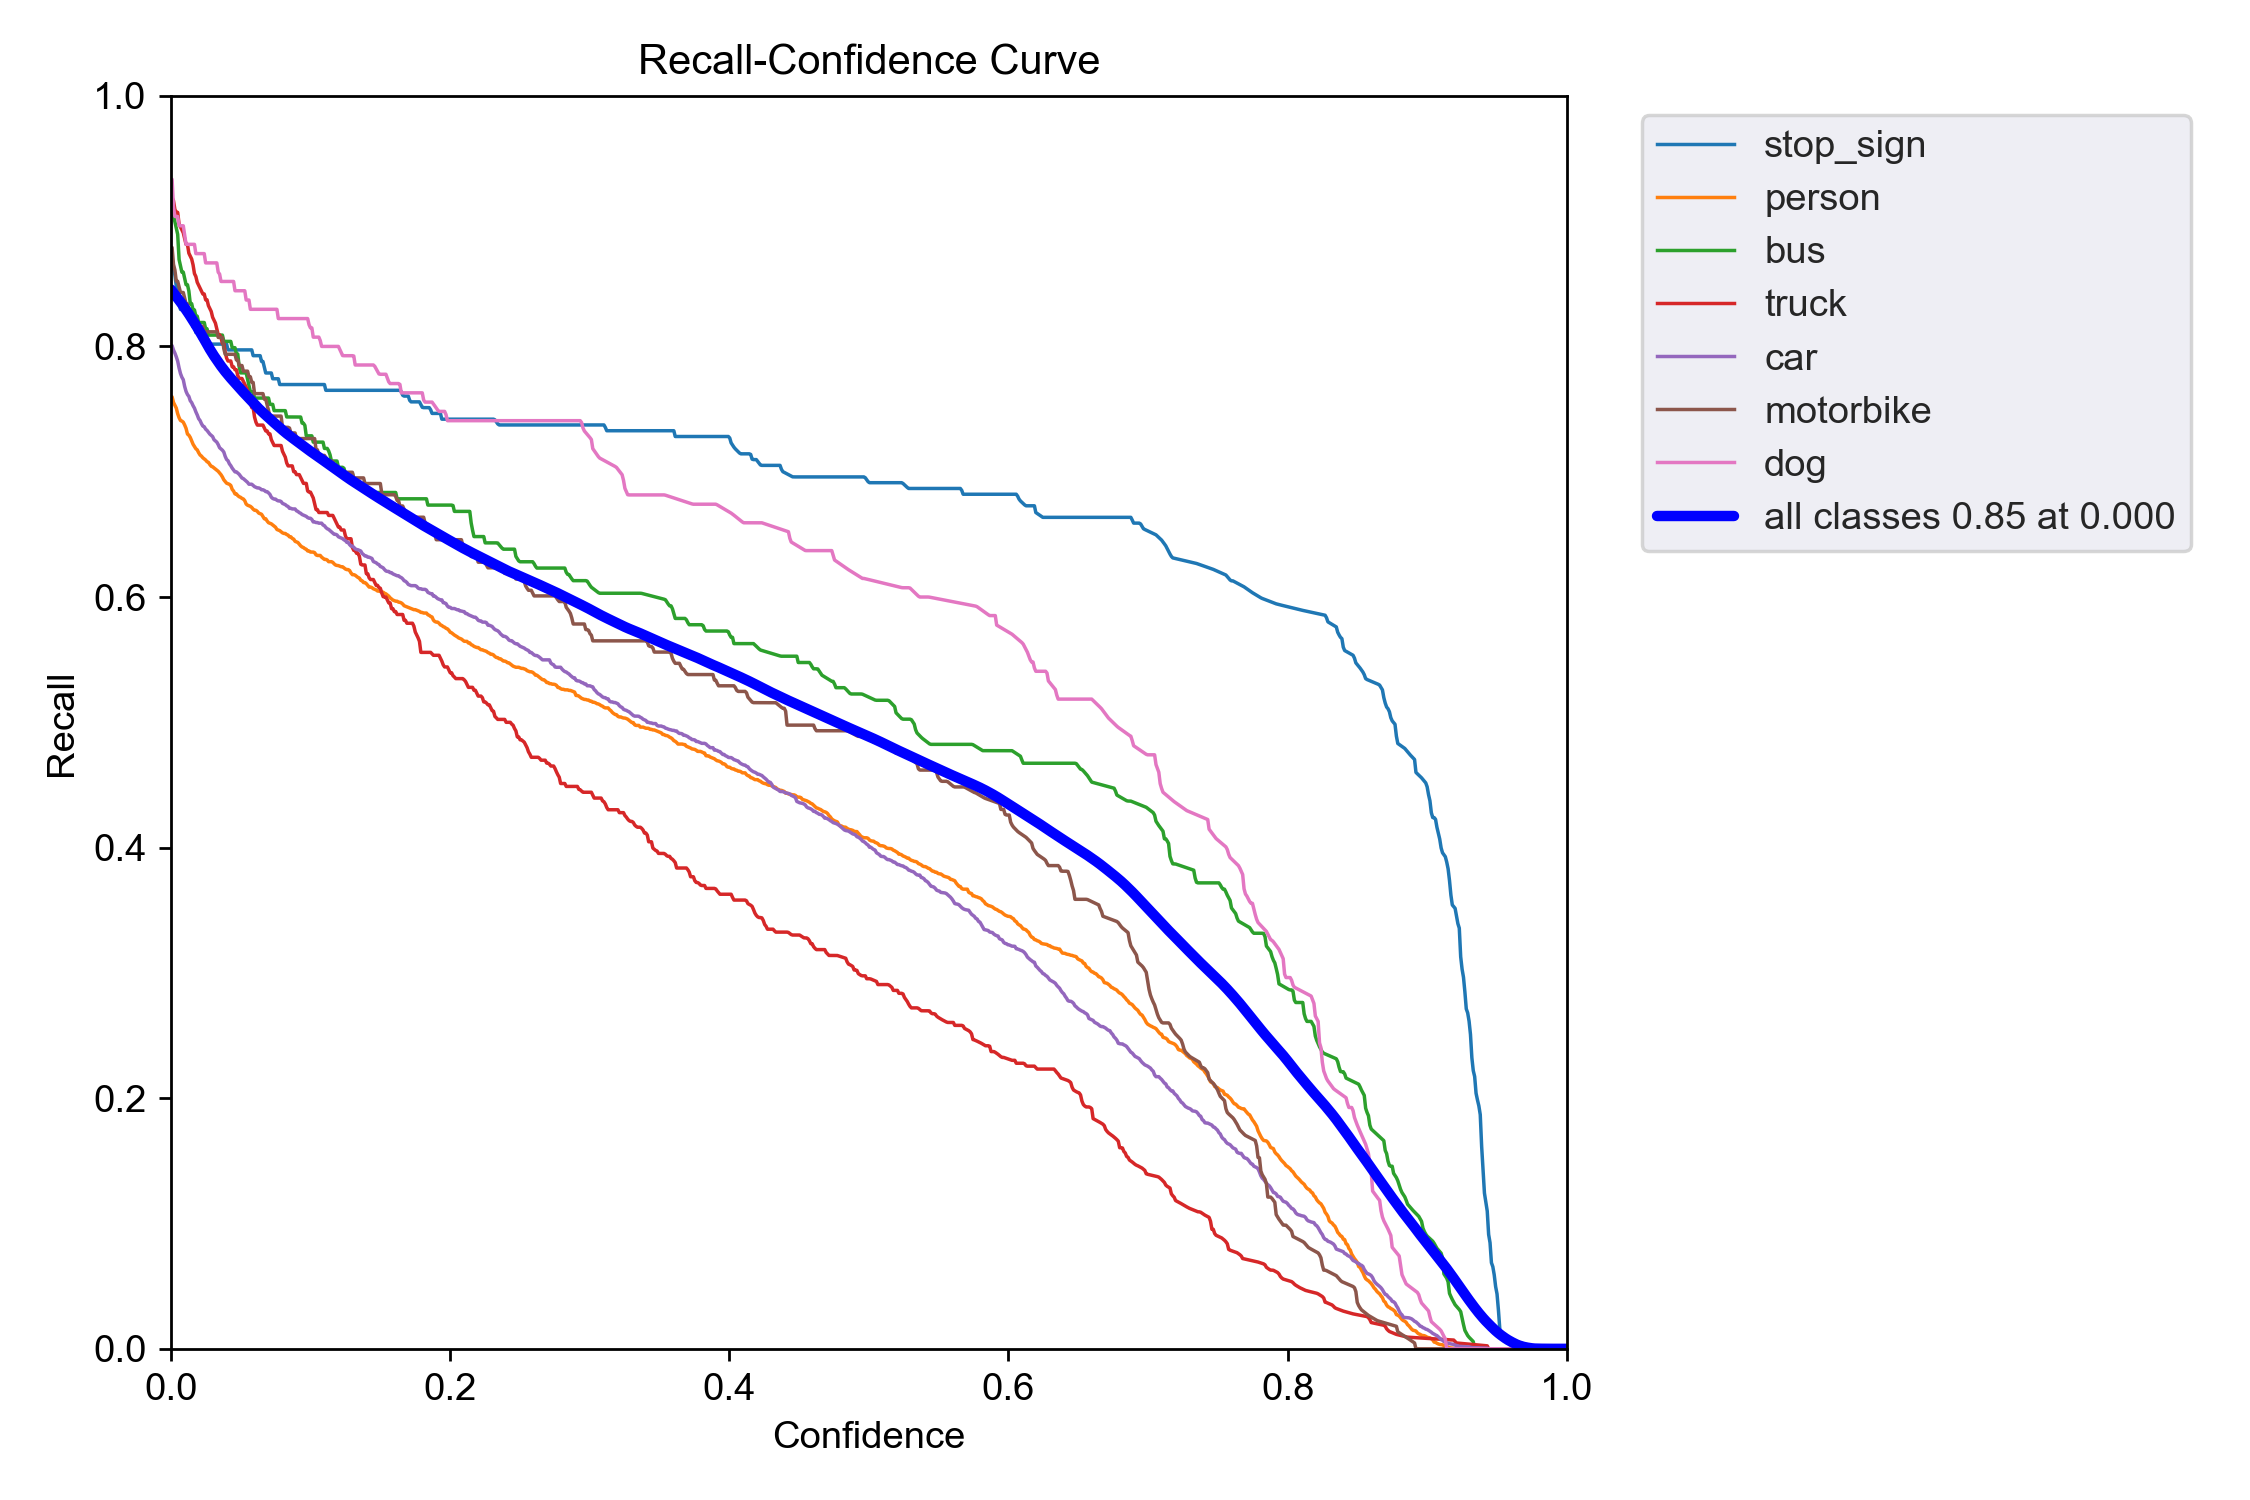 Recall-Confidence Curve
1.0
0.8
0.6
0.4
0.2
0.0
Recall
0.0 0.2 0.4 0.6 0.8 1.0
Confidence
stop_sign
person
bus
truck
car
motorbike
dog
all classes 0.85 at 0.000